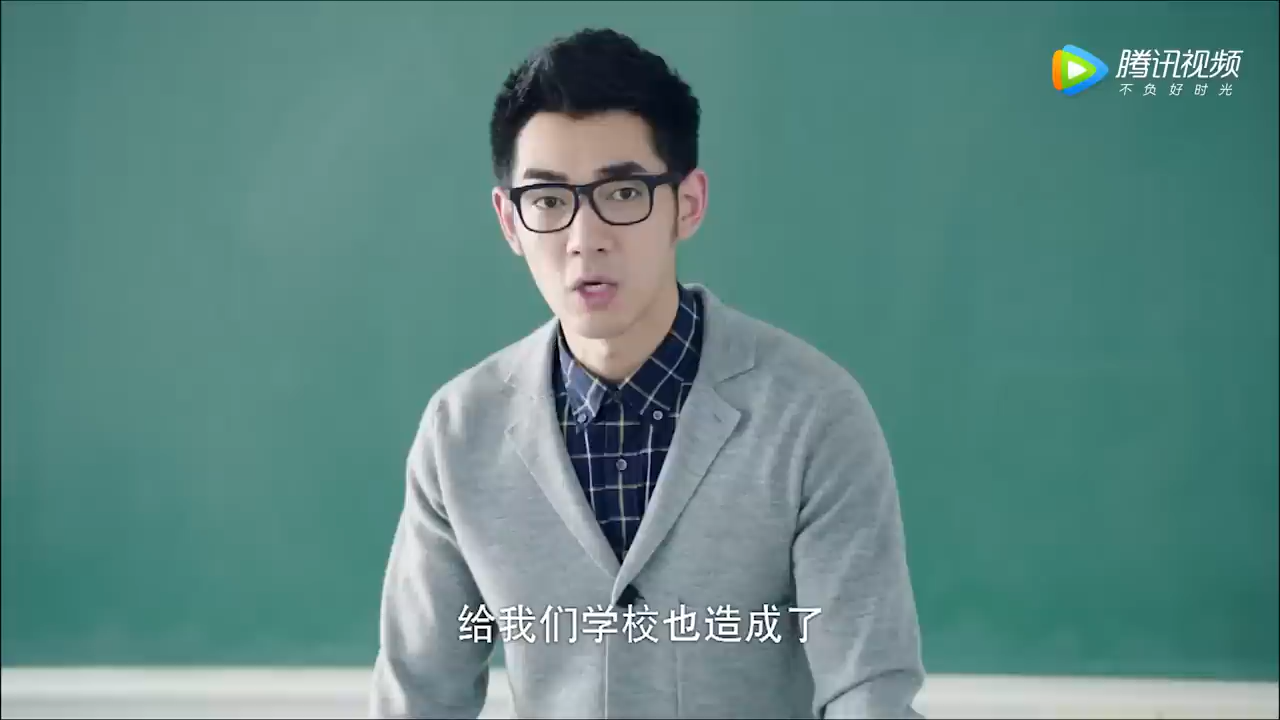 腾讯视频
不负好时光
给我们学校也造成了